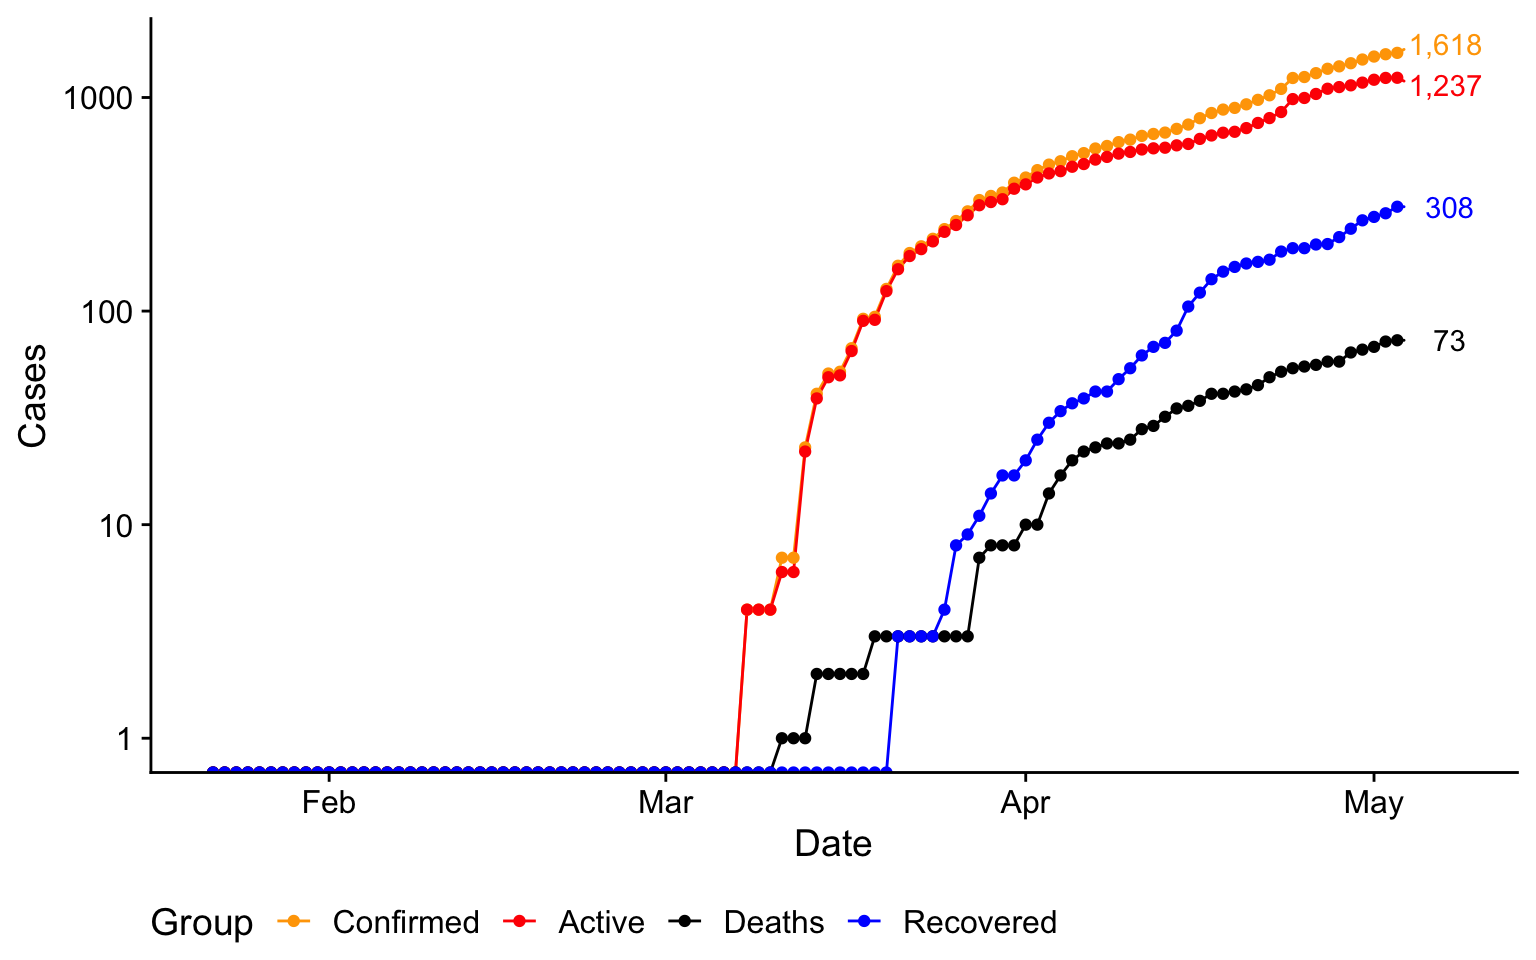 1,618
1000
1,237
308
100
73
Cases
10
1
Feb Mar Apr May
Date
Group Confirmed Active Deaths Recovered